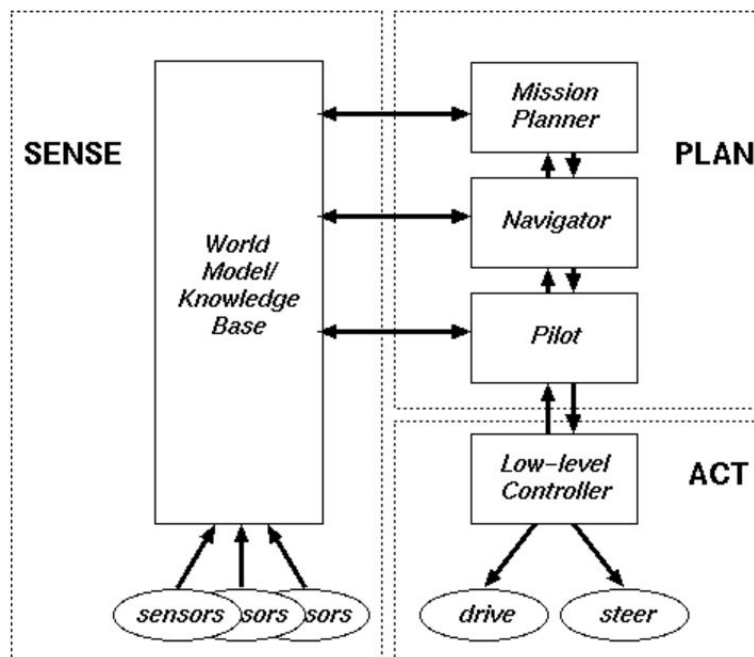 SENSE
World
Model/
Knowledge
Base
sensors
sors
sors
PLAN
Mission
Planner
Navigator
Pilot
ACT
Low-level
Controller
drive
steer